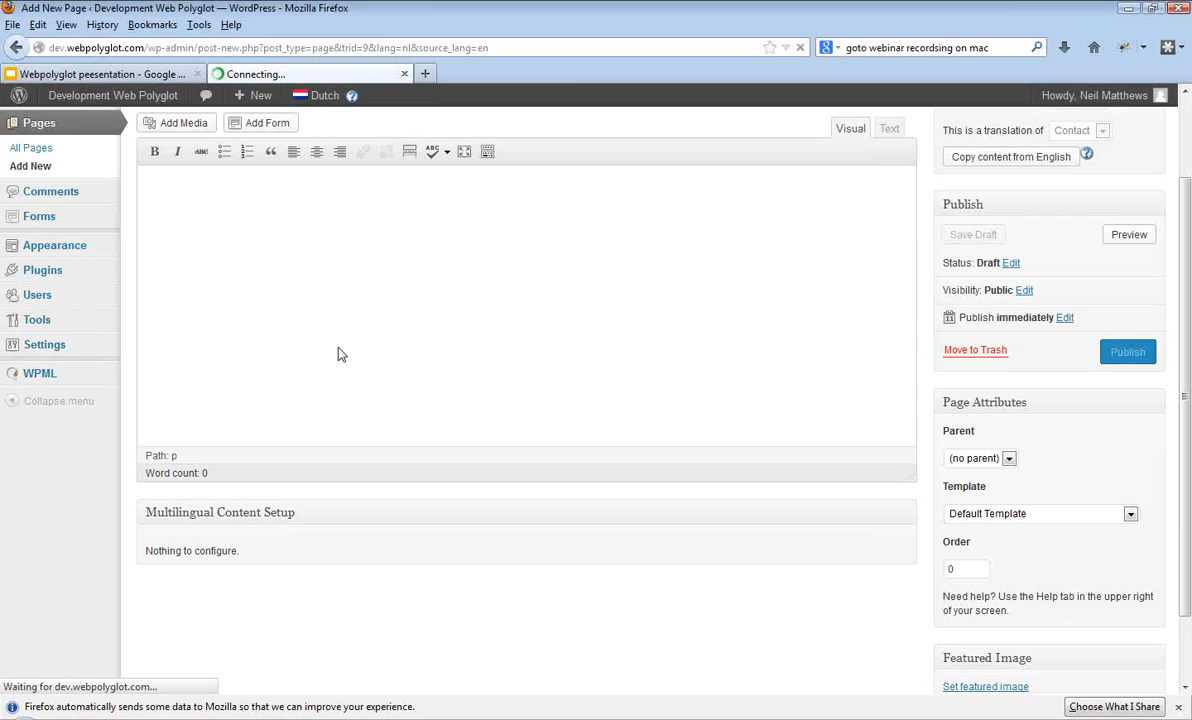 Add New Page ‹ Development Web Polyglot — WordPress - Mozilla Firefox
File Edit View History Bookmarks Tools Help
dev.webpolyglot.com/wp-admin/post-new.php?post_type=page&trid=9&lang=nl&source_lang=en
goto webinar recordsing on mac
Webpolyglot peesentation - Google ...
Connecting...
Development Web Polyglot
New
Dutch
Howdy, Neil Matthews
Pages
All Pages
Add New
Comments
Forms
Appearance
Plugins
Users
Tools
Settings
WPML
Collapse menu
Add Media
Add Form
Visual
Text
B I ABC ABC
Path: p
Word count: 0
Multilingual Content Setup
Nothing to configure.
This is a translation of Contact
Copy content from English
Publish
Save Draft
Preview
Status: Draft Edit
Visibility: Public Edit
Publish immediately Edit
Move to Trash
Publish
Page Attributes
Parent
(no parent)
Template
Default Template
Order
0
Need help? Use the Help tab in the upper right
of your screen.
Featured Image
Set featured image
Waiting for dev.webpolyglot.com...
Firefox automatically sends some data to Mozilla so that we can improve your experience.
Choose What I Share